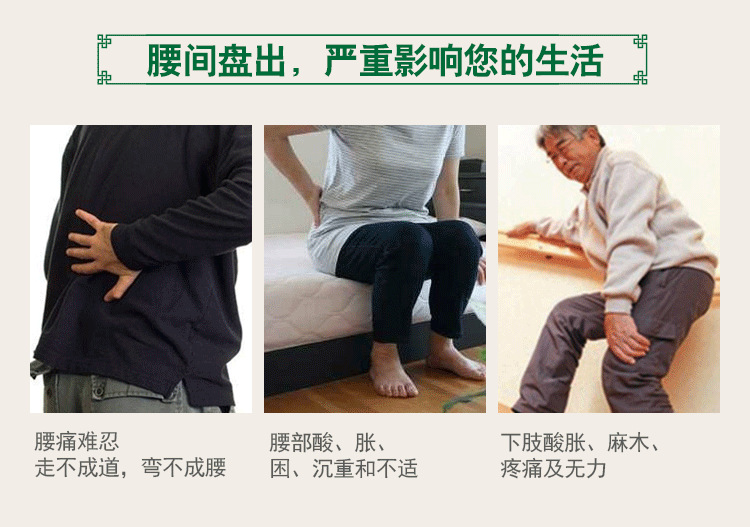 腰间盘出，严重影响您的生活
腰痛难忍
走不成道，弯不成腰
腰部酸、胀、
困、沉重和不适
下肢酸胀、麻木、
疼痛及无力